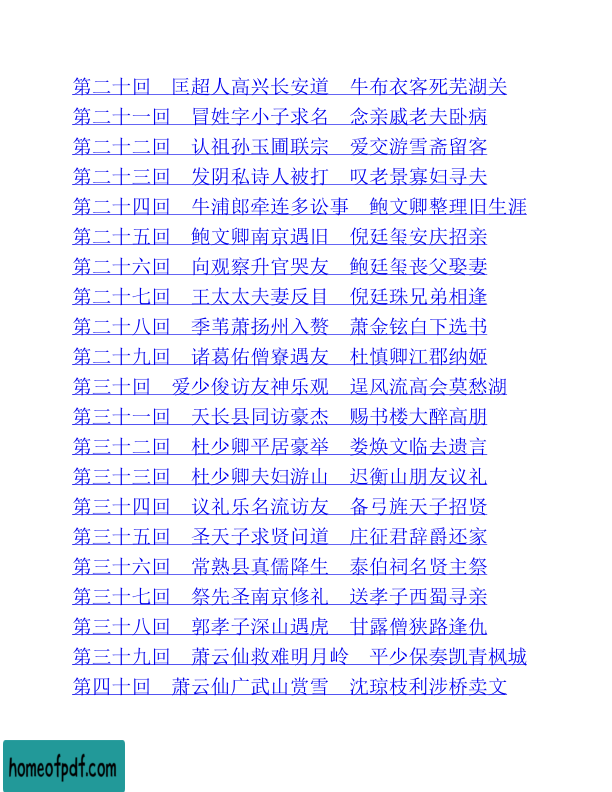 第二十回　匡超人高兴长安道　牛布衣客死芜湖关
第二十一回　冒姓字小子求名　念亲戚老夫卧病
第二十二回　认祖孙玉圃联宗　爱交游雪斋留客
第二十三回　发阴私诗人被打　叹老景寡妇寻夫
第二十四回　牛浦郎牵连多讼事　鲍文卿整理旧生涯
第二十五回　鲍文卿南京遇旧　倪廷玺安庆招亲
第二十六回　向观察升官哭友　鲍廷玺丧父娶妻
第二十七回　王太太夫妻反目　倪廷珠兄弟相逢
第二十八回　季苇萧扬州入赘　萧金铉白下选书
第二十九回　诸葛佑僧寮遇友　杜慎卿江郡纳姬
第三十回　爱少俊访友神乐观　逞风流高会莫愁湖
第三十一回　天长县同访豪杰　赐书楼大醉高朋
第三十二回　杜少卿平居豪举　娄焕文临去遗言
第三十三回　杜少卿夫妇游山　迟衡山朋友议礼
第三十四回　议礼乐名流访友　备弓旌天子招贤
第三十五回　圣天子求贤问道　庄征君辞爵还家
第三十六回　常熟县真儒降生　泰伯祠名贤主祭
第三十七回　祭先圣南京修礼　送孝子西蜀寻亲
第三十八回　郭孝子深山遇虎　甘露僧狭路逢仇
第三十九回　萧云仙救难明月岭　平少保奏凯青枫城
第四十回　萧云仙广武山赏雪　沈琼枝利涉桥卖文
homeofpdf.com